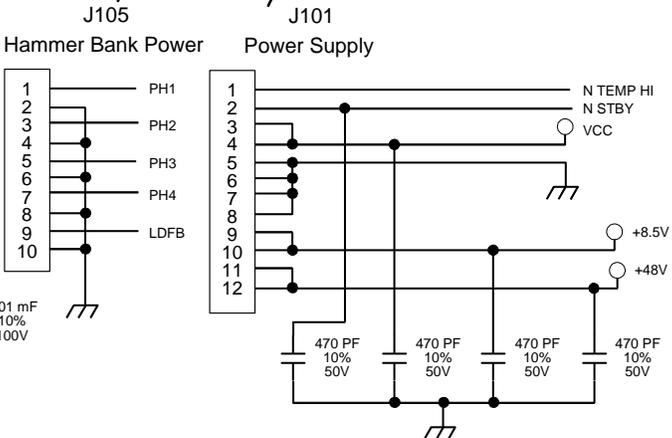 J105
Hammer Bank Power
1
2
3
4
5
6
7
8
9
10
PH1
PH2
PH3
PH4
LDFB
01 mF
10%
100V
J101
Power Supply
1
2
3
4
5
6
7
8
9
10
11
12
N TEMP HI
N STBY
VCC
+8.5V
+48V
470 PF
10%
50V
470 PF
10%
50V
470 PF
10%
50V
470 PF
10%
50V